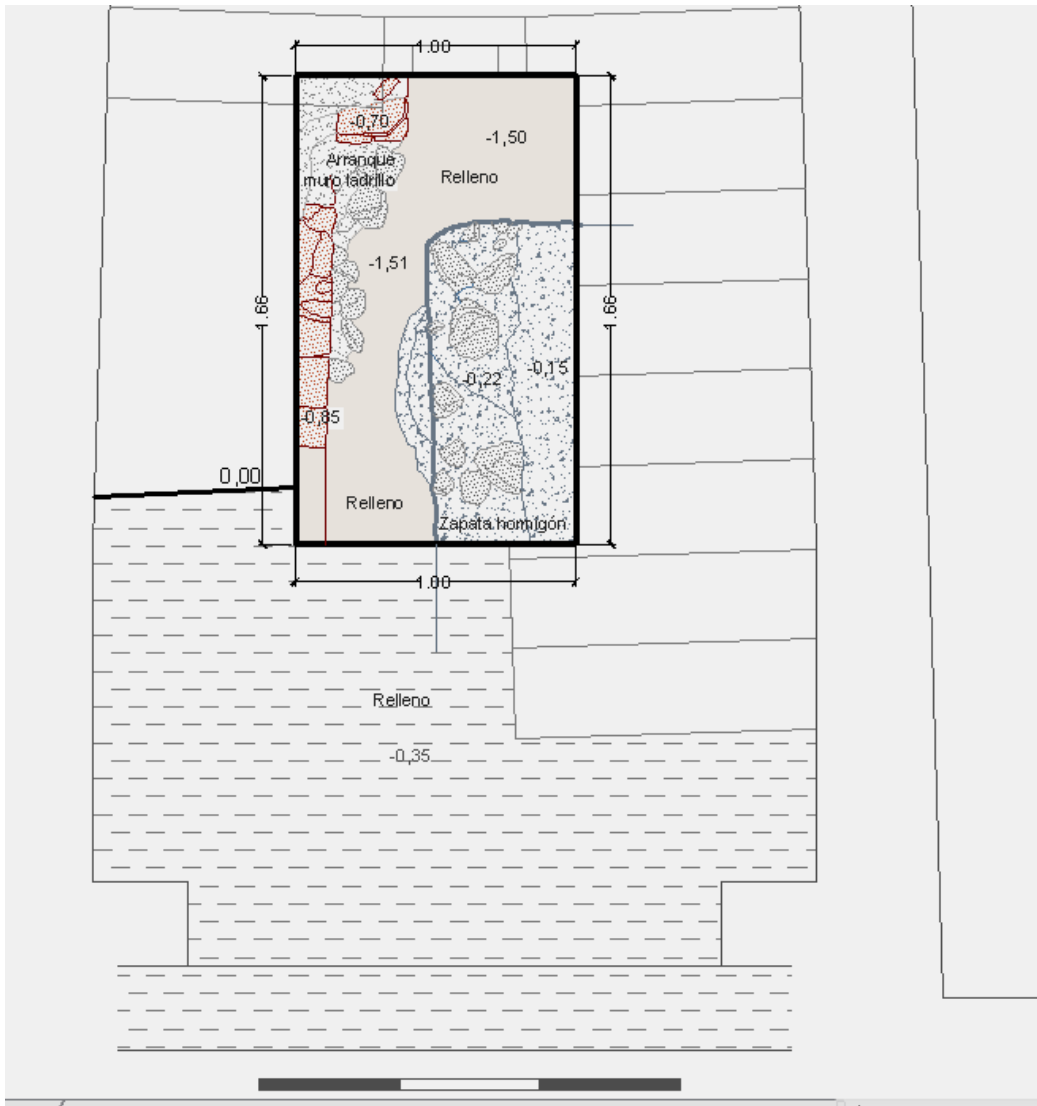 1.00
-0,70
-1,50
Arranque
muro ladrillo
Relleno
-1,51
1.66
1.66
-0,15
-0,22
-0,85
0,00
Relleno
Zapata hormigón
1.00
Relleno
-0,35